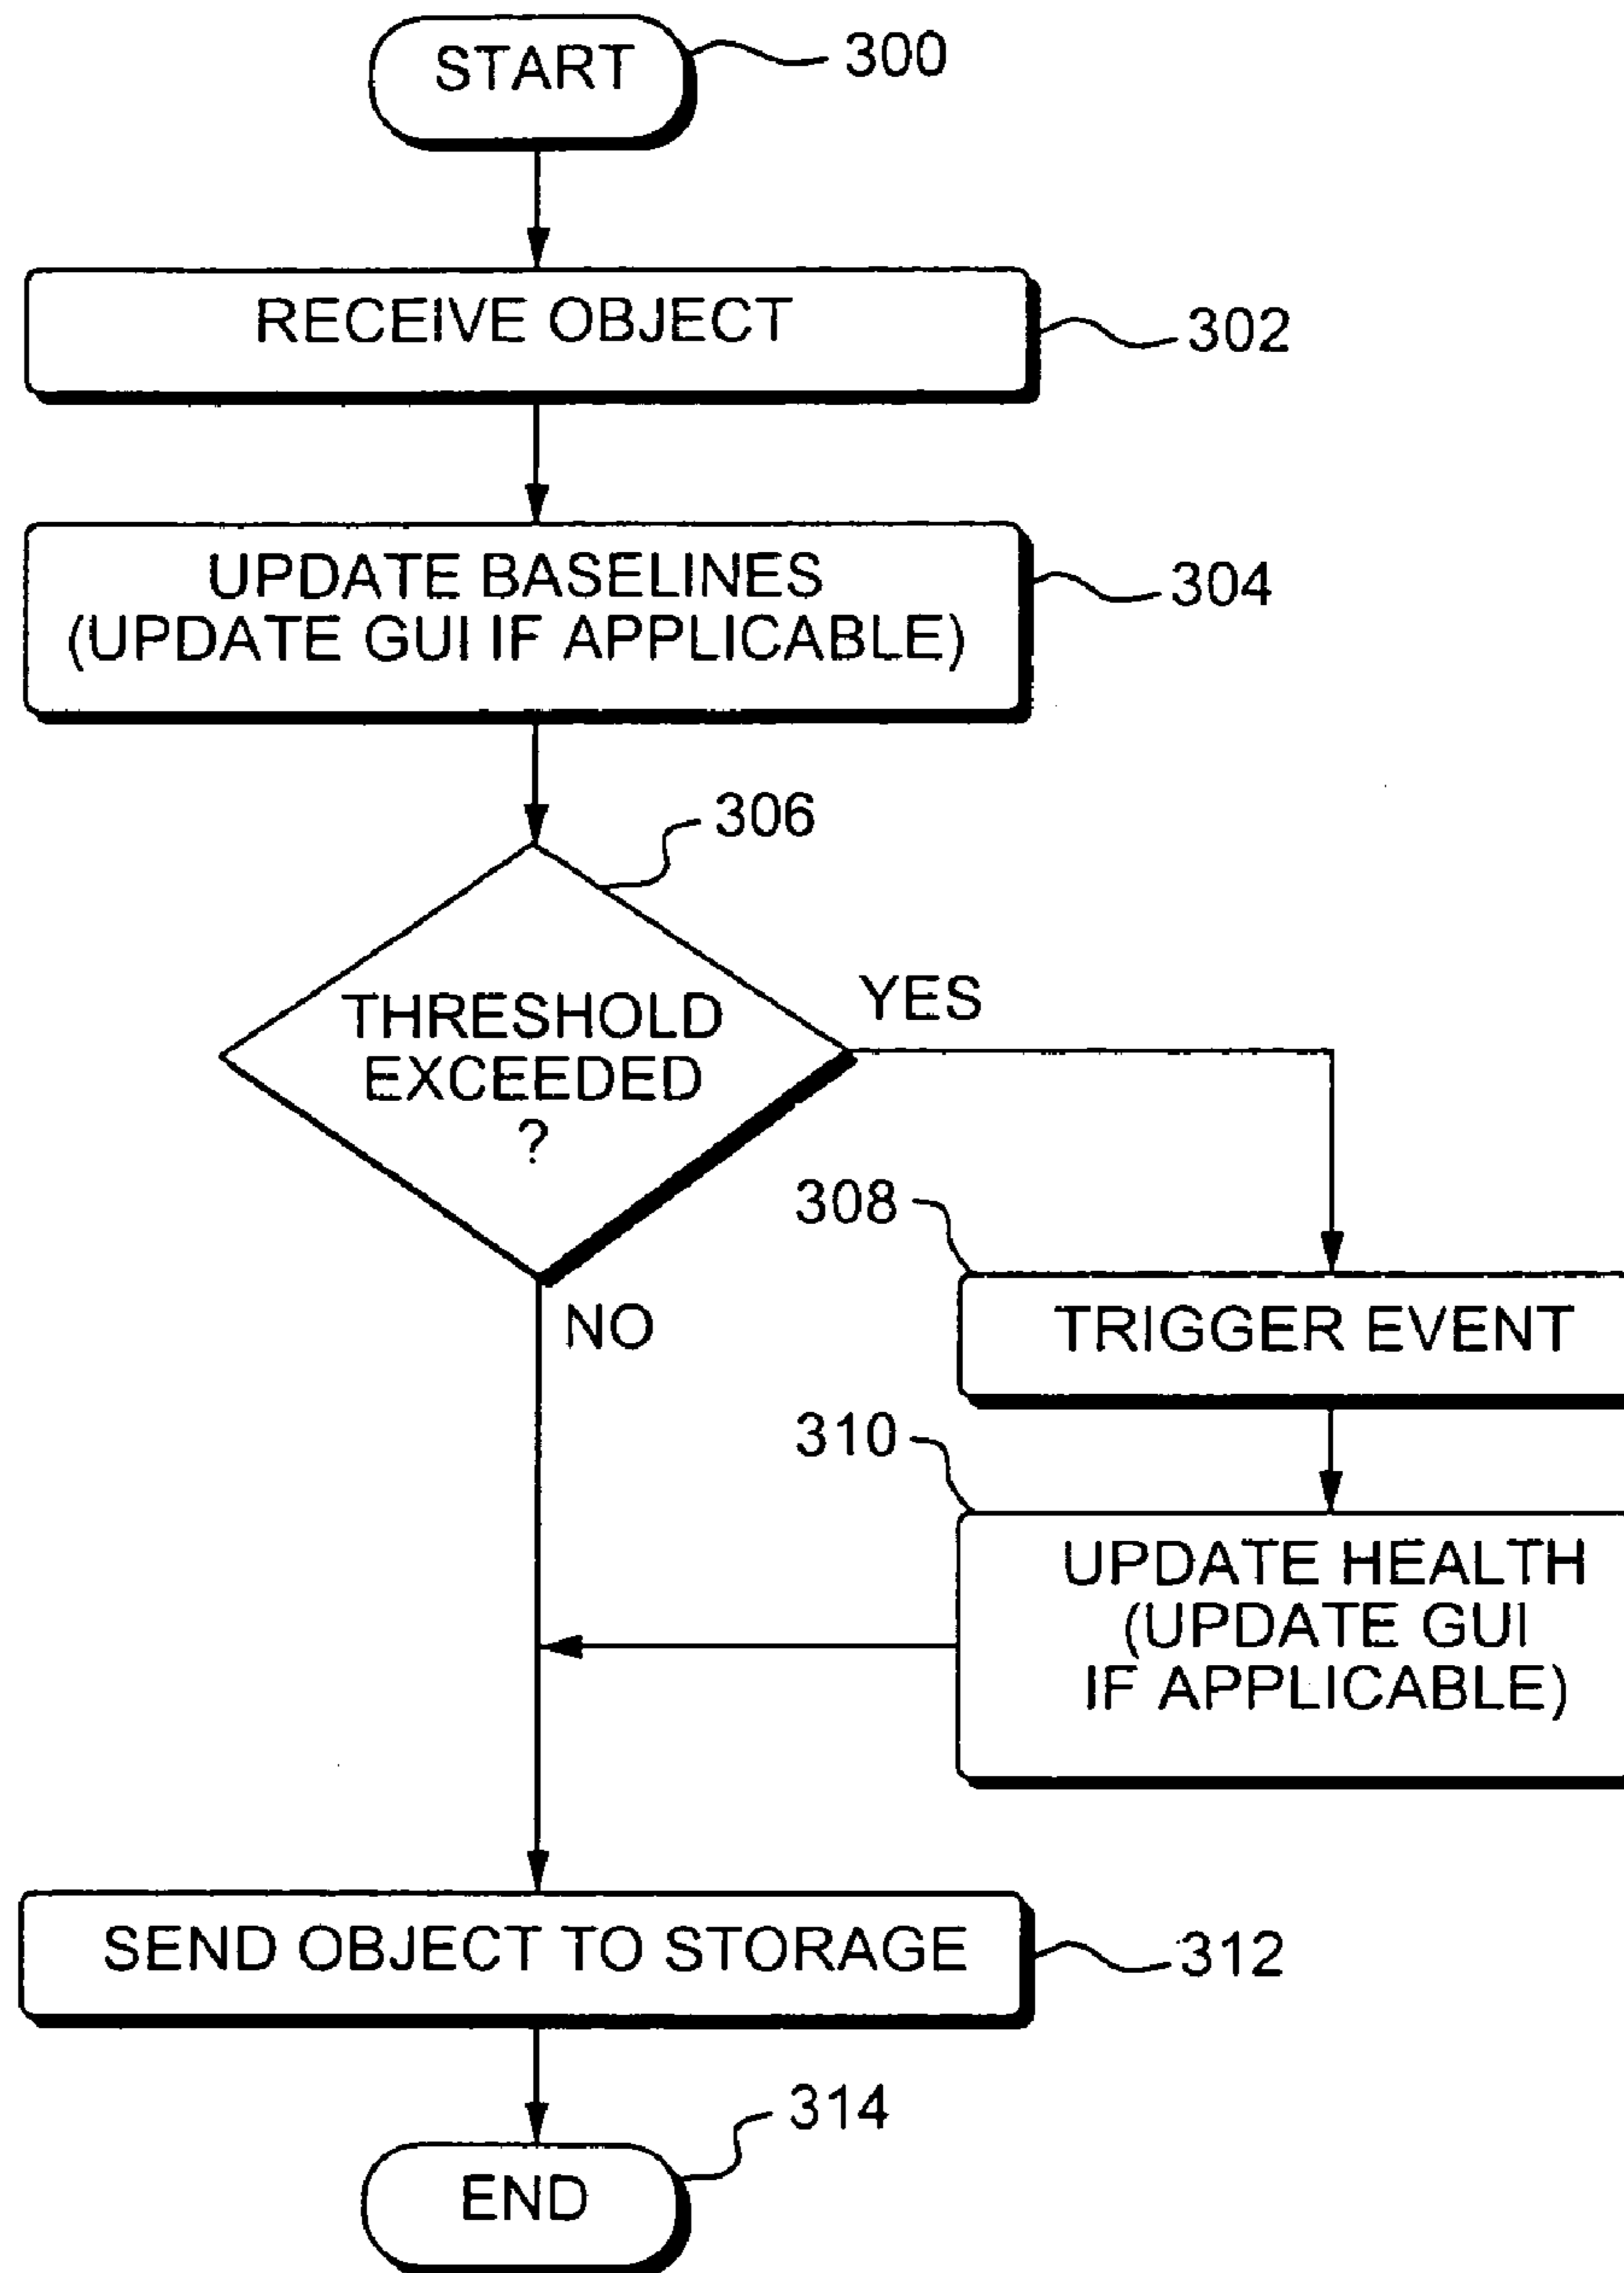 START
300
RECEIVE OBJECT
302
UPDATE BASELINES
(UPDATE GUI IF APPLICABLE)
304
306
THRESHOLD
EXCEEDED
?
YES
NO
308
TRIGGER EVENT
310
UPDATE HEALTH
(UPDATE GUI
IF APPLICABLE)
SEND OBJECT TO STORAGE
312
314
END